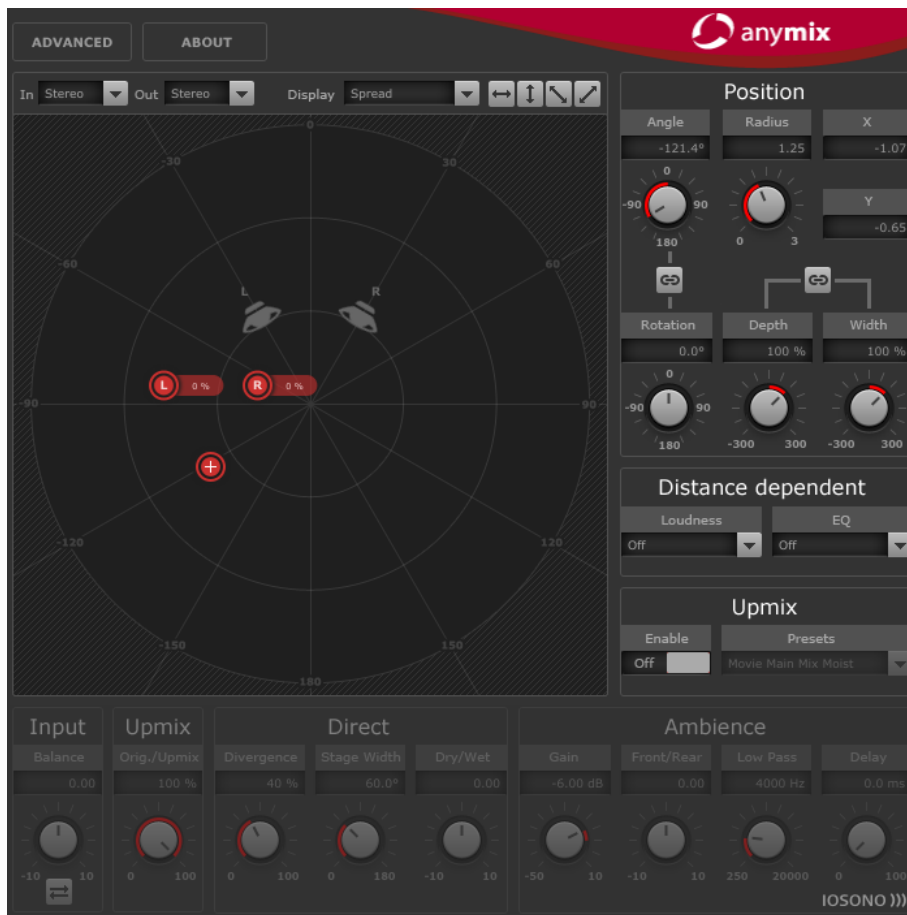 anymix
ADVANCED ABOUT
In Stereo Out Stereo Display Spread
Position
Angle Radius X
-121.4° 1.25 -1.07
0
-90 90 Y
180 0 3 -0.65
Rotation Depth Width
0.0° 100 % 100 %
0
-90 90
180 -300 300 -300 300
0
-30 30
-60 60
L R
L 0 % R 0 %
-90 90
-120 120
-150 150
180
Distance dependent
Loudness EQ
Off Off
Upmix
Enable Presets
Off Movie Main Mix Moist
Input Upmix Direct Ambience
Balance Orig./Upmix Divergence Stage Width Dry/Wet Gain Front/Rear Low Pass Delay
0.00 100 % 40 % 60.0° 0.00 -6.00 dB 0.00 4000 Hz 0.0 ms
-10 10 0 100 0 100 0 180 -10 10 -50 10 -10 10 250 20000 0 100
IOSONO